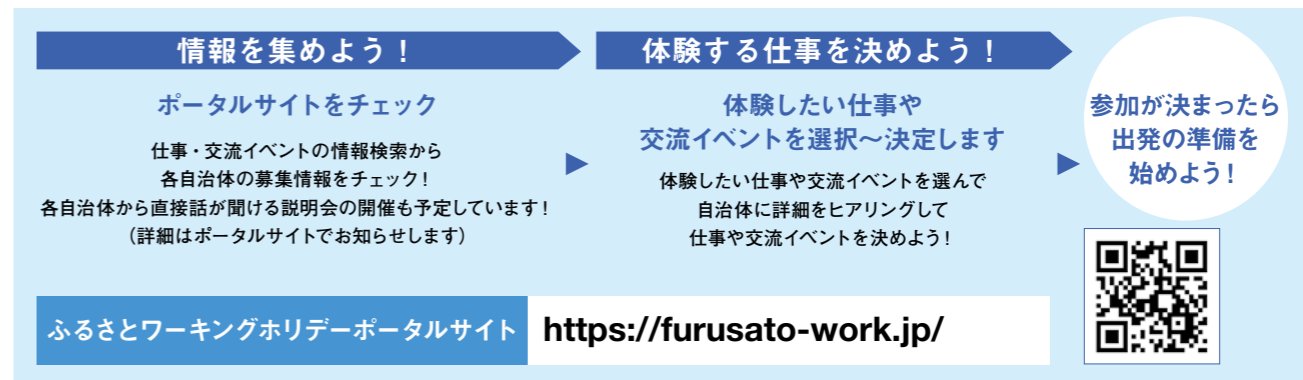 情報を集めよう！
ポータルサイトをチェック
仕事・交流イベントの情報検索から
各自治体の募集情報をチェック！
各自治体から直接話が聞ける説明会の開催も予定しています！
（詳細はポータルサイトでお知らせします）
体験する仕事を決めよう！
体験したい仕事や
交流イベントを選択〜決定します
体験したい仕事や交流イベントを選んで
自治体に詳細をヒアリングして
仕事や交流イベントを決めよう！
参加が決まったら
出発の準備を
始めよう！
ふるさとワーキングホリデーポータルサイト
https://furusato-work.jp/